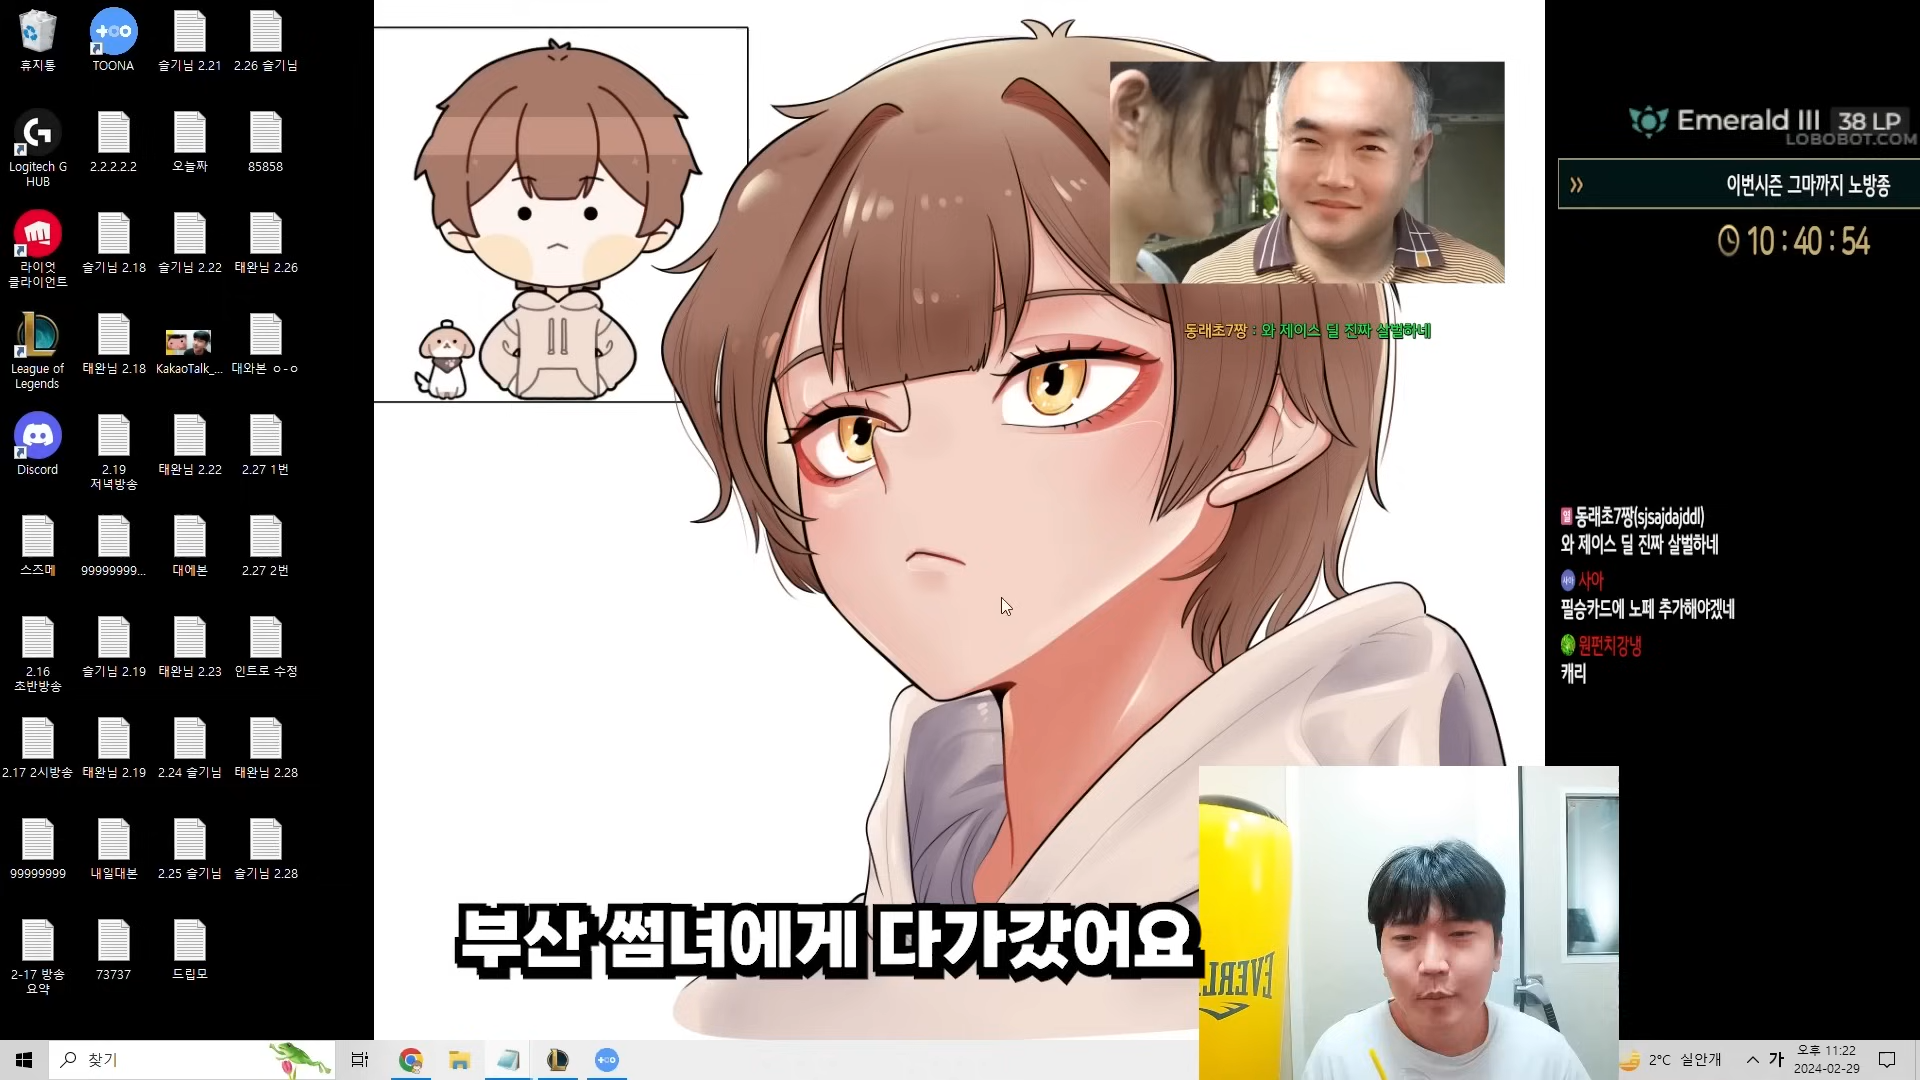 휴지통
TOONA
슬기님 2.21
2.26 슬기님
Logitech G
HUB
2.2.2.2.2
오늘짜
85858
라이엇
클라이언트
슬기님 2.18
슬기님 2.22
태완님 2.26
League of
Legends
태완님 2.18
KakaoTalk_...
대와본 ㅇ-ㅇ
Discord
2.19
저녁방송
태완님 2.22
2.27 1번
스즈메
99999999...
대에본
2.27 2번
2.16
초반방송
슬기님 2.19
태완님 2.23
인트로 수정
2.17 2시방송
태완님 2.19
2.24 슬기님
태완님 2.28
99999999
내일대본
2.25 슬기님
슬기님 2.28
2-17 방송
요약
73737
드립모
동래초7짱 : 와 제이스 딜 진짜 살벌하네
Emerald III 38 LP
LOBOBOT.COM
이번시즌 그마까지 노방종
10:40:54
열 동래초7짱(sjsajdajddl)
와 제이스 딜 진짜 살벌하네
사아 사아
필승카드에 노페 추가해야겠네
원펀치강냉
캐리
부산 썸녀에게 다가갔어요
EVERL
찾기
2°C 실안개
가
오후 11:22
2024-02-29